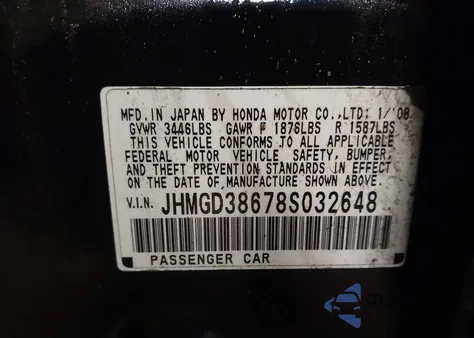 MFD. IN JAPAN BY HONDA MOTOR CO.,LTD: 1/'08
GVWR 3446LBS GAWR F 1876LBS R 1587LBS
THIS VEHICLE CONFORMS TO ALL APPLICABLE
FEDERAL MOTOR VEHICLE SAFETY, BUMPER,
AND THEFT PREVENTION STANDARDS IN EFFECT
ON THE DATE OF MANUFACTURE SHOWN ABOVE.
V.I.N. JHMGD38678S032648
PASSENGER CAR